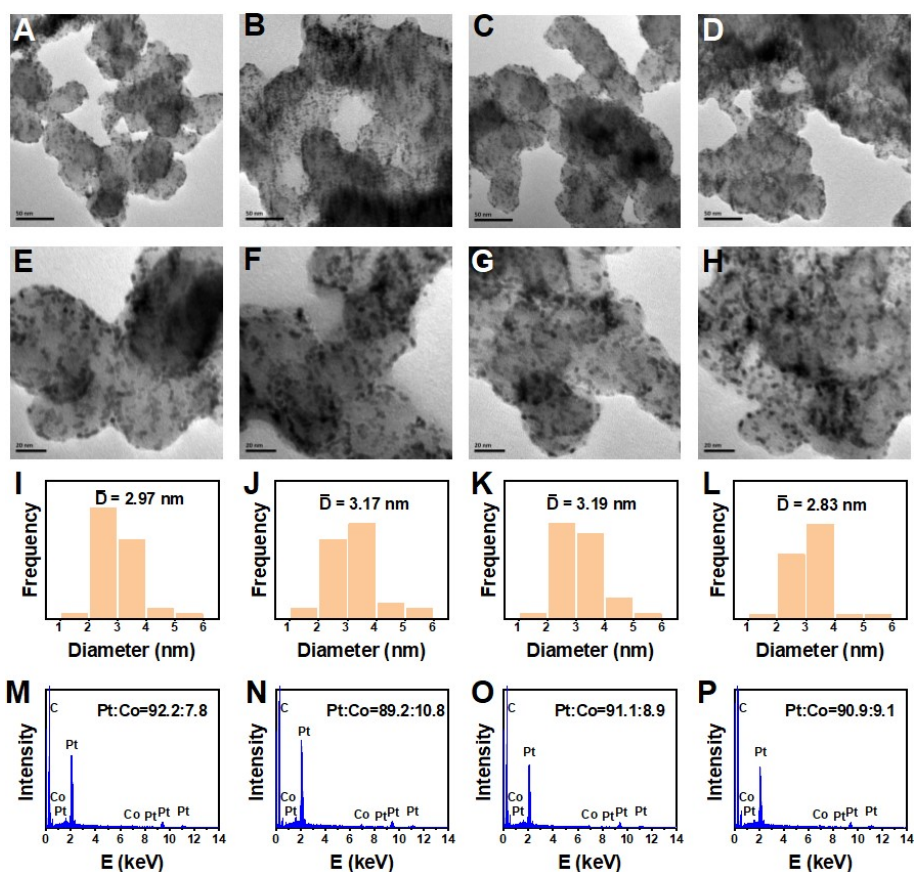 A
B
C
D
50 nm
50 nm
50 nm
50 nm
E
F
G
H
20 nm
20 nm
20 nm
20 nm
I
J
K
L
D̅ = 2.97 nm
D̅ = 3.17 nm
D̅ = 3.19 nm
D̅ = 2.83 nm
Frequency
Frequency
Frequency
Frequency
1 2 3 4 5 6
1 2 3 4 5 6
1 2 3 4 5 6
1 2 3 4 5 6
Diameter (nm)
Diameter (nm)
Diameter (nm)
Diameter (nm)
M
N
O
P
Pt:Co=92.2:7.8
Pt:Co=89.2:10.8
Pt:Co=91.1:8.9
Pt:Co=90.9:9.1
C
C
C
C
Pt
Pt
Pt
Pt
Intensity
Intensity
Intensity
Intensity
Co
Pt
Co Pt Pt Pt
Co
Pt
Co Pt Pt Pt
Co
Pt
Co Pt Pt Pt
Co
Pt
Co Pt Pt Pt
0 2 4 6 8 10 12 14
0 2 4 6 8 10 12 14
0 2 4 6 8 10 12 14
0 2 4 6 8 10 12 14
E (keV)
E (keV)
E (keV)
E (keV)